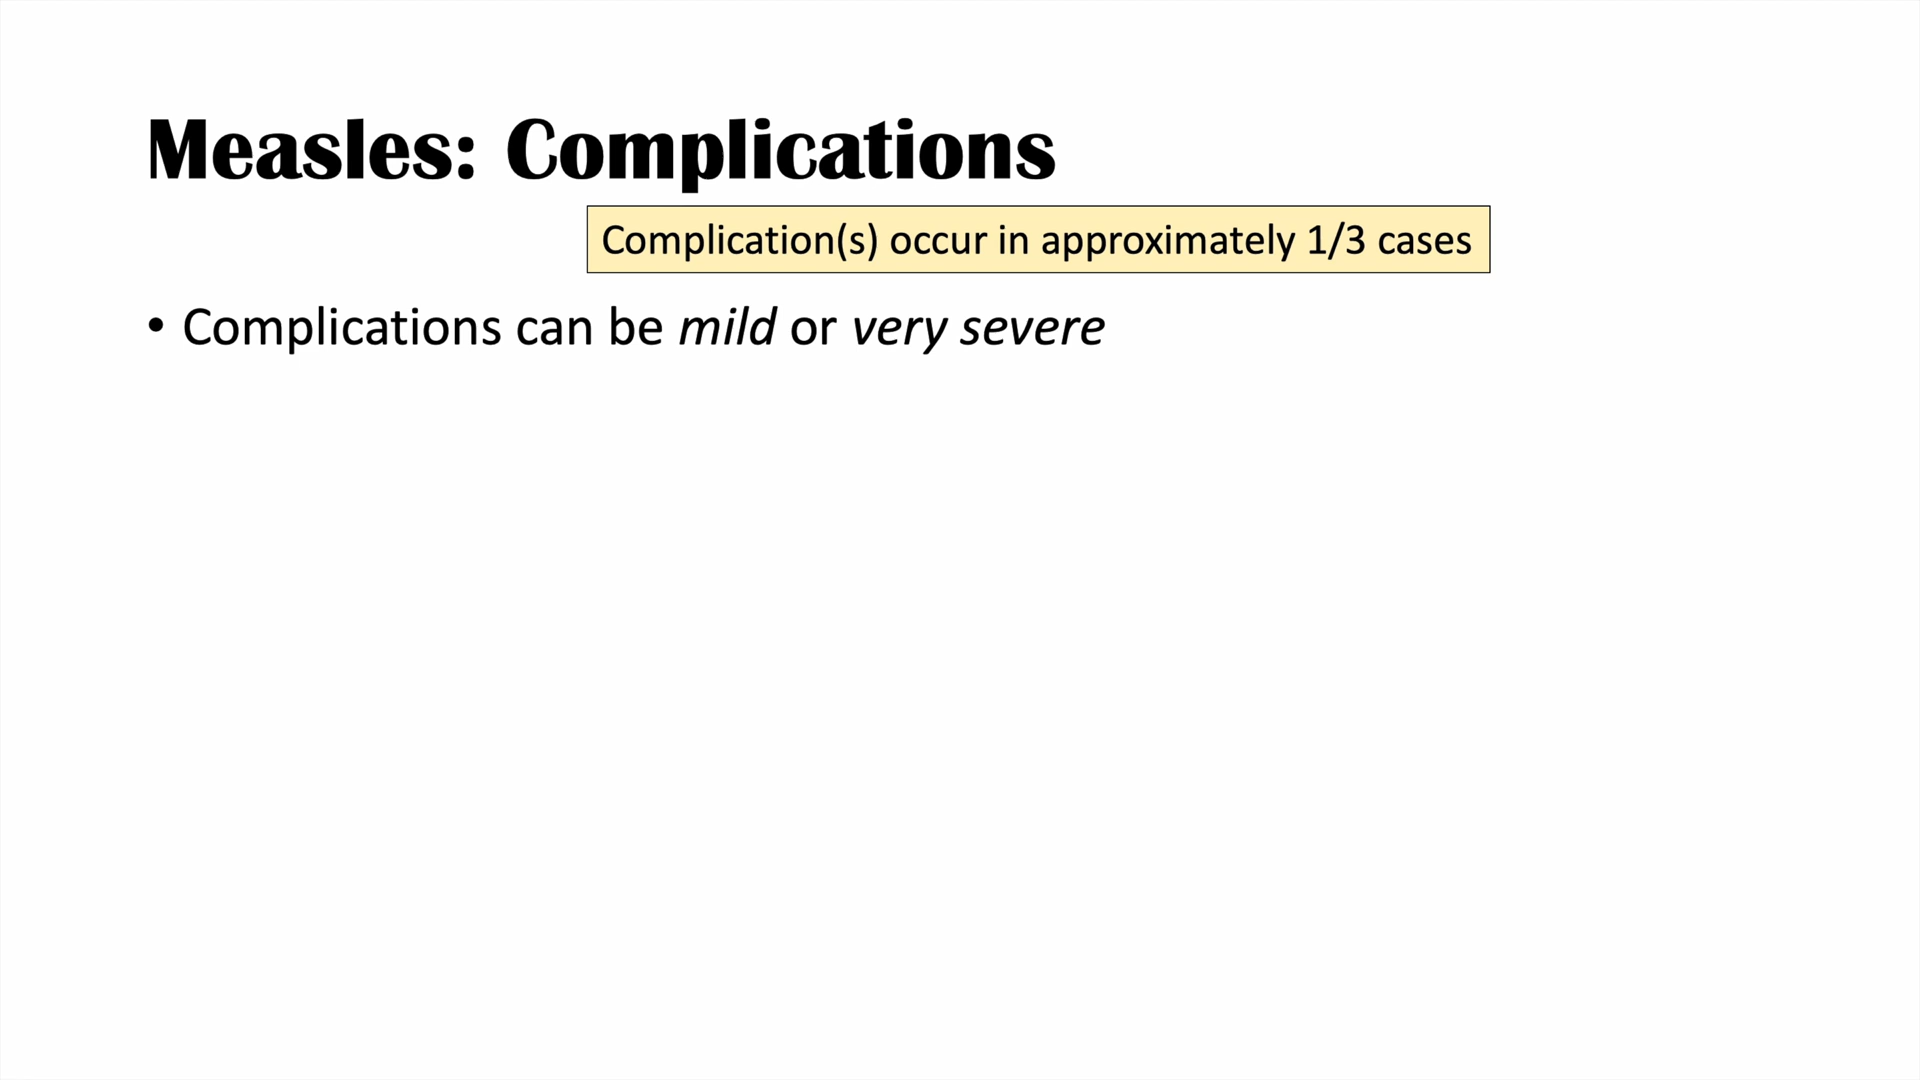 Measles: Complications
Complication(s) occur in approximately 1/3 cases
• Complications can be mild or very severe